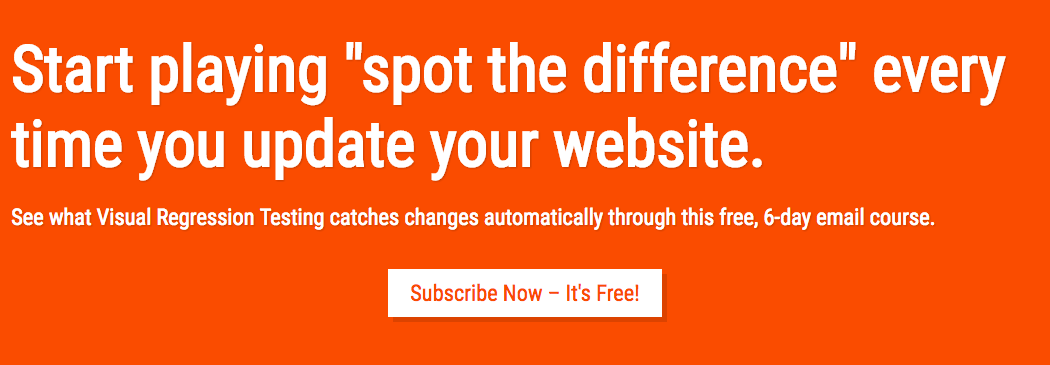 Start playing "spot the difference" every
time you update your website.
See what Visual Regression Testing catches changes automatically through this free, 6-day email course.
Subscribe Now – It's Free!